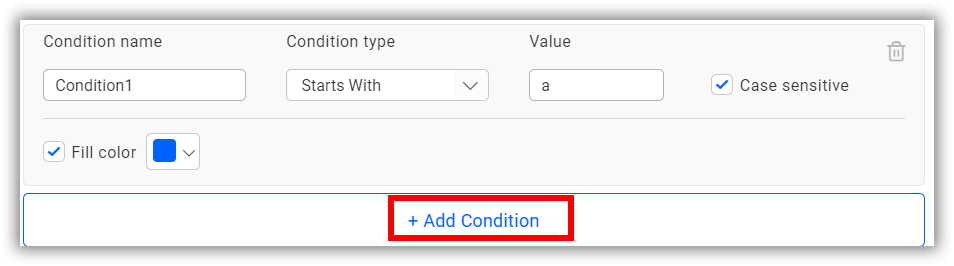 Condition name Condition type Value
Condition1 Starts With a Case sensitive
Fill color
+ Add Condition